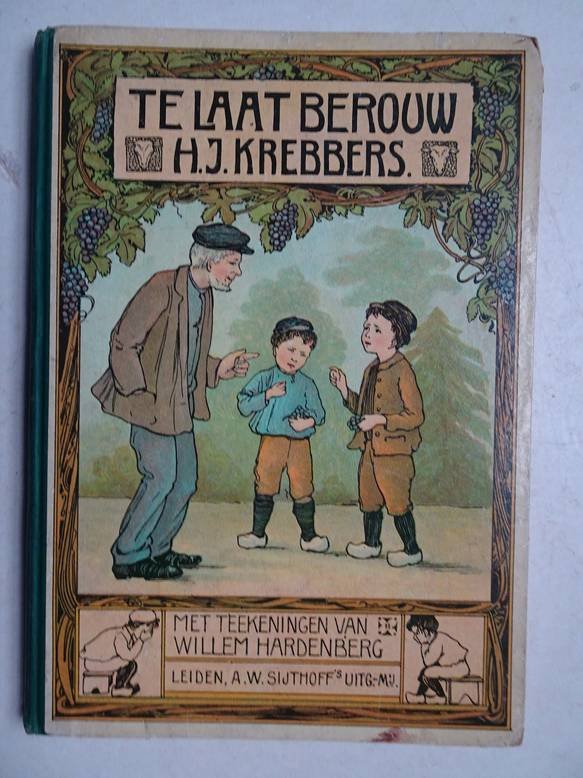 TE LAAT BEROUW
H.J. KREBBERS.
MET TEEKENINGEN VAN
WILLEM HARDENBERG
LEIDEN, A.W. SIJTHOFF'S UITG.-MIJ.